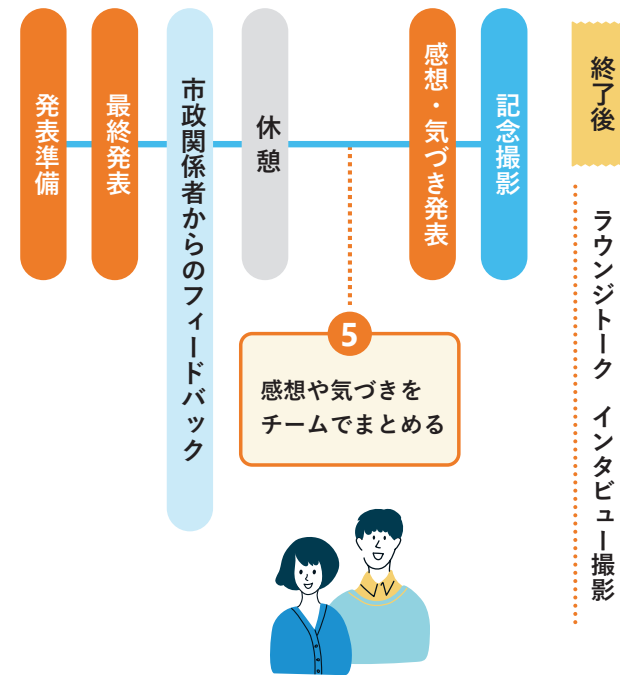 発表準備
最終発表
市政関係者からのフィードバック
休憩
5
感想や気づきを
チームでまとめる
感想・気づき発表
記念撮影
終了後
ラウンジトーク　インタビュー撮影